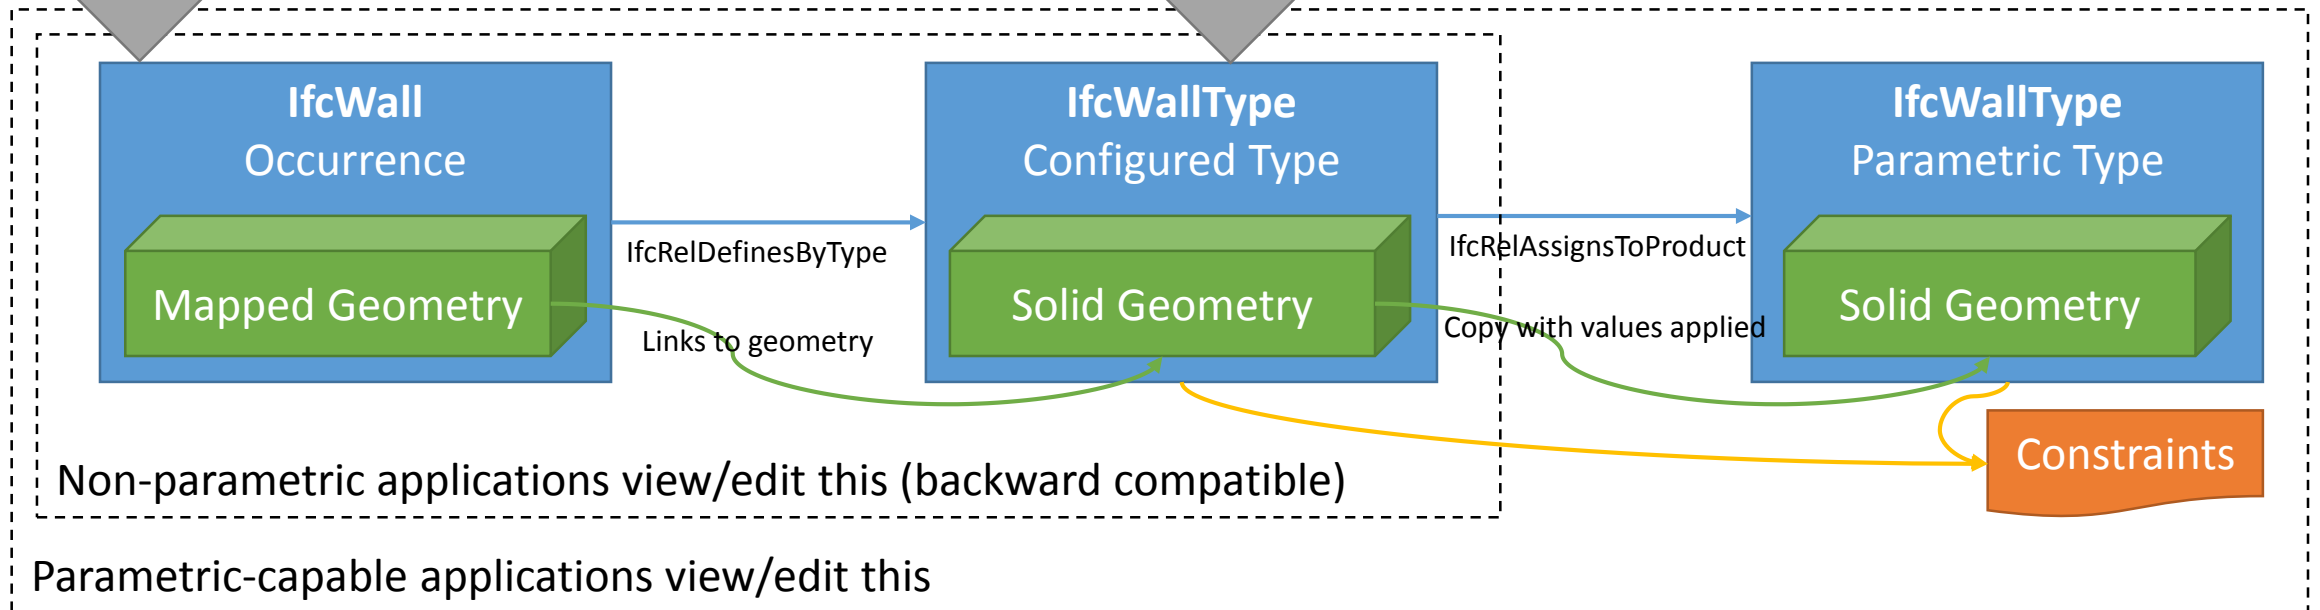 IfcWall
Occurrence
Mapped Geometry
IfcRelDefinesByType
Links to geometry
IfcWallType
Configured Type
Solid Geometry
IfcRelAssignsToProduct
Copy with values applied
IfcWallType
Parametric Type
Solid Geometry
Constraints
Non-parametric applications view/edit this (backward compatible)
Parametric-capable applications view/edit this